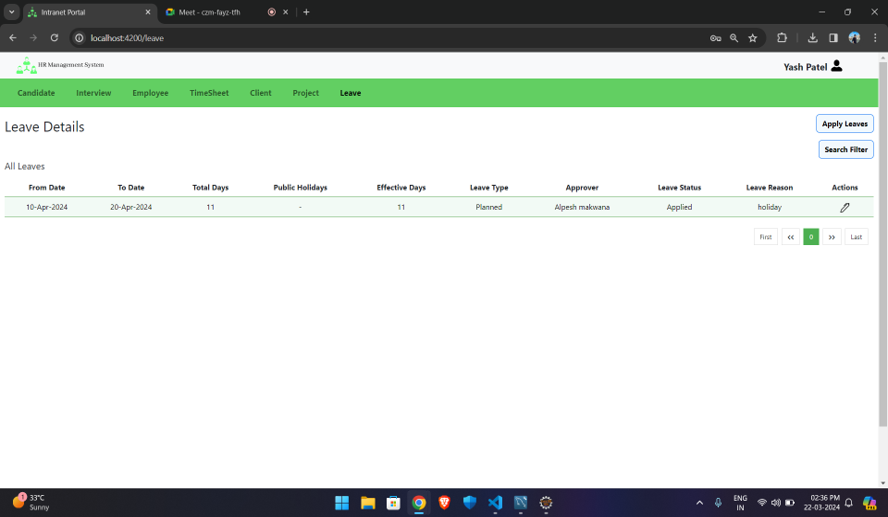 Intranet Portal
Meet - czm-fayz-tfh
localhost:4200/leave
HR Management System
Yash Patel
Candidate Interview Employee TimeSheet Client Project Leave
Leave Details
Apply Leaves
Search Filter
All Leaves
From Date To Date Total Days Public Holidays Effective Days Leave Type Approver Leave Status Leave Reason Actions
10-Apr-2024 20-Apr-2024 11 - 11 Planned Alpesh makwana Applied holiday
First << 0 >> Last
1
33°C
Sunny
ENG
IN
02:36 PM
22-03-2024